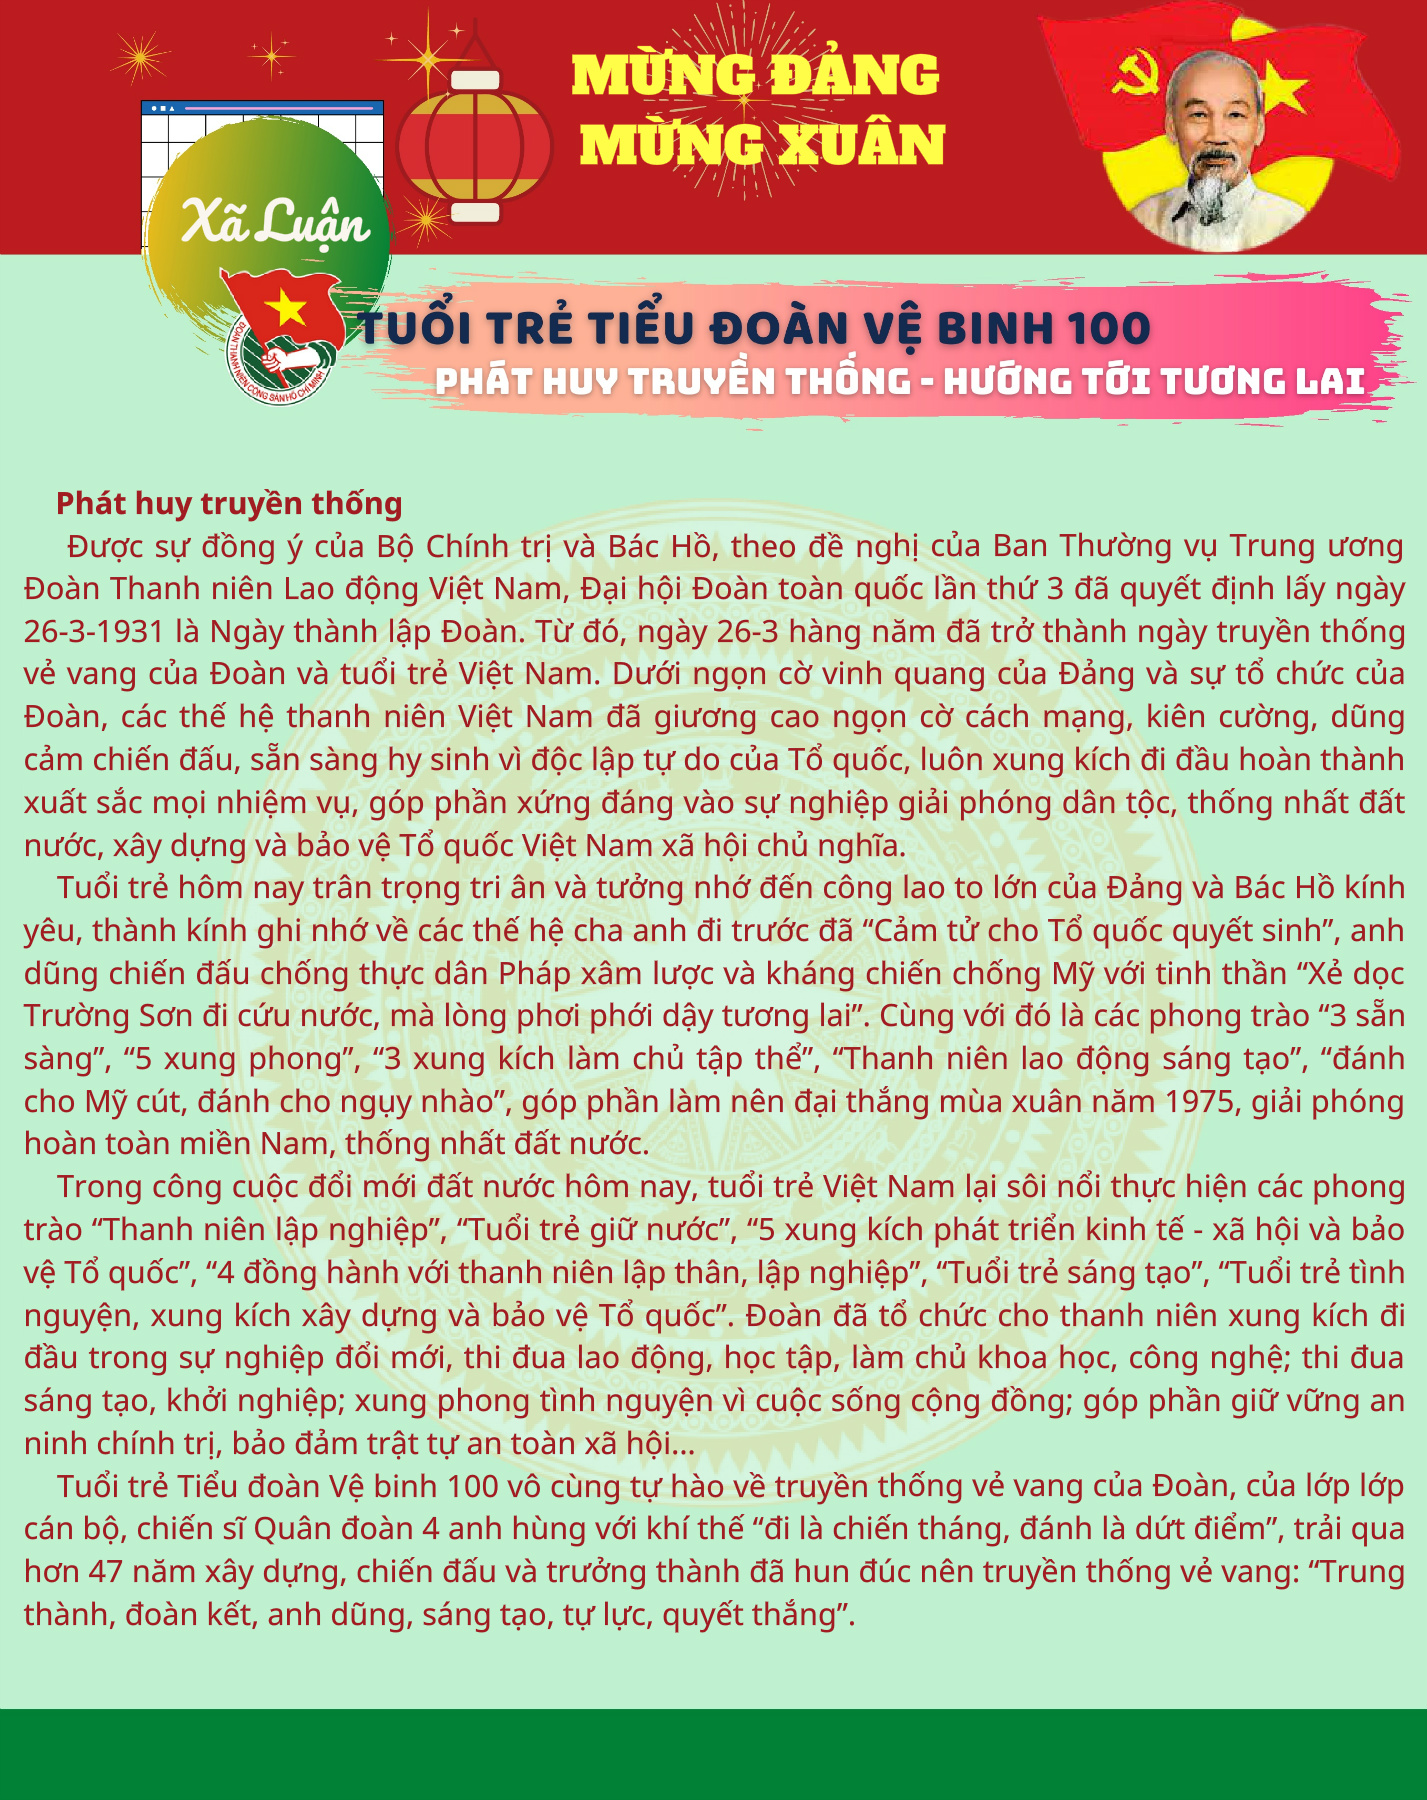 MỪNG ĐẢNG
MỪNG XUÂN
Xã Luận
ĐOÀN THANH NIÊN CỘNG SẢN HỒ CHÍ MINH
TUỔI TRẺ TIỂU ĐOÀN VỆ BINH 100
PHÁT HUY TRUYỀN THỐNG - HƯỚNG TỚI TƯƠNG LAI
Phát huy truyền thống
Được sự đồng ý của Bộ Chính trị và Bác Hồ, theo đề nghị của Ban Thường vụ Trung ương
Đoàn Thanh niên Lao động Việt Nam, Đại hội Đoàn toàn quốc lần thứ 3 đã quyết định lấy ngày
26-3-1931 là Ngày thành lập Đoàn. Từ đó, ngày 26-3 hàng năm đã trở thành ngày truyền thống
vẻ vang của Đoàn và tuổi trẻ Việt Nam. Dưới ngọn cờ vinh quang của Đảng và sự tổ chức của
Đoàn, các thế hệ thanh niên Việt Nam đã giương cao ngọn cờ cách mạng, kiên cường, dũng
cảm chiến đấu, sẵn sàng hy sinh vì độc lập tự do của Tổ quốc, luôn xung kích đi đầu hoàn thành
xuất sắc mọi nhiệm vụ, góp phần xứng đáng vào sự nghiệp giải phóng dân tộc, thống nhất đất
nước, xây dựng và bảo vệ Tổ quốc Việt Nam xã hội chủ nghĩa.
Tuổi trẻ hôm nay trân trọng tri ân và tưởng nhớ đến công lao to lớn của Đảng và Bác Hồ kính
yêu, thành kính ghi nhớ về các thế hệ cha anh đi trước đã “Cảm tử cho Tổ quốc quyết sinh”, anh
dũng chiến đấu chống thực dân Pháp xâm lược và kháng chiến chống Mỹ với tinh thần “Xẻ dọc
Trường Sơn đi cứu nước, mà lòng phơi phới dậy tương lai”. Cùng với đó là các phong trào “3 sẵn
sàng”, “5 xung phong”, “3 xung kích làm chủ tập thể”, “Thanh niên lao động sáng tạo”, “đánh
cho Mỹ cút, đánh cho ngụy nhào”, góp phần làm nên đại thắng mùa xuân năm 1975, giải phóng
hoàn toàn miền Nam, thống nhất đất nước.
Trong công cuộc đổi mới đất nước hôm nay, tuổi trẻ Việt Nam lại sôi nổi thực hiện các phong
trào “Thanh niên lập nghiệp”, “Tuổi trẻ giữ nước”, “5 xung kích phát triển kinh tế - xã hội và bảo
vệ Tổ quốc”, “4 đồng hành với thanh niên lập thân, lập nghiệp”, “Tuổi trẻ sáng tạo”, “Tuổi trẻ tình
nguyện, xung kích xây dựng và bảo vệ Tổ quốc”. Đoàn đã tổ chức cho thanh niên xung kích đi
đầu trong sự nghiệp đổi mới, thi đua lao động, học tập, làm chủ khoa học, công nghệ; thi đua
sáng tạo, khởi nghiệp; xung phong tình nguyện vì cuộc sống cộng đồng; góp phần giữ vững an
ninh chính trị, bảo đảm trật tự an toàn xã hội...
Tuổi trẻ Tiểu đoàn Vệ binh 100 vô cùng tự hào về truyền thống vẻ vang của Đoàn, của lớp lớp
cán bộ, chiến sĩ Quân đoàn 4 anh hùng với khí thế “đi là chiến tháng, đánh là dứt điểm”, trải qua
hơn 47 năm xây dựng, chiến đấu và trưởng thành đã hun đúc nên truyền thống vẻ vang: “Trung
thành, đoàn kết, anh dũng, sáng tạo, tự lực, quyết thắng”.